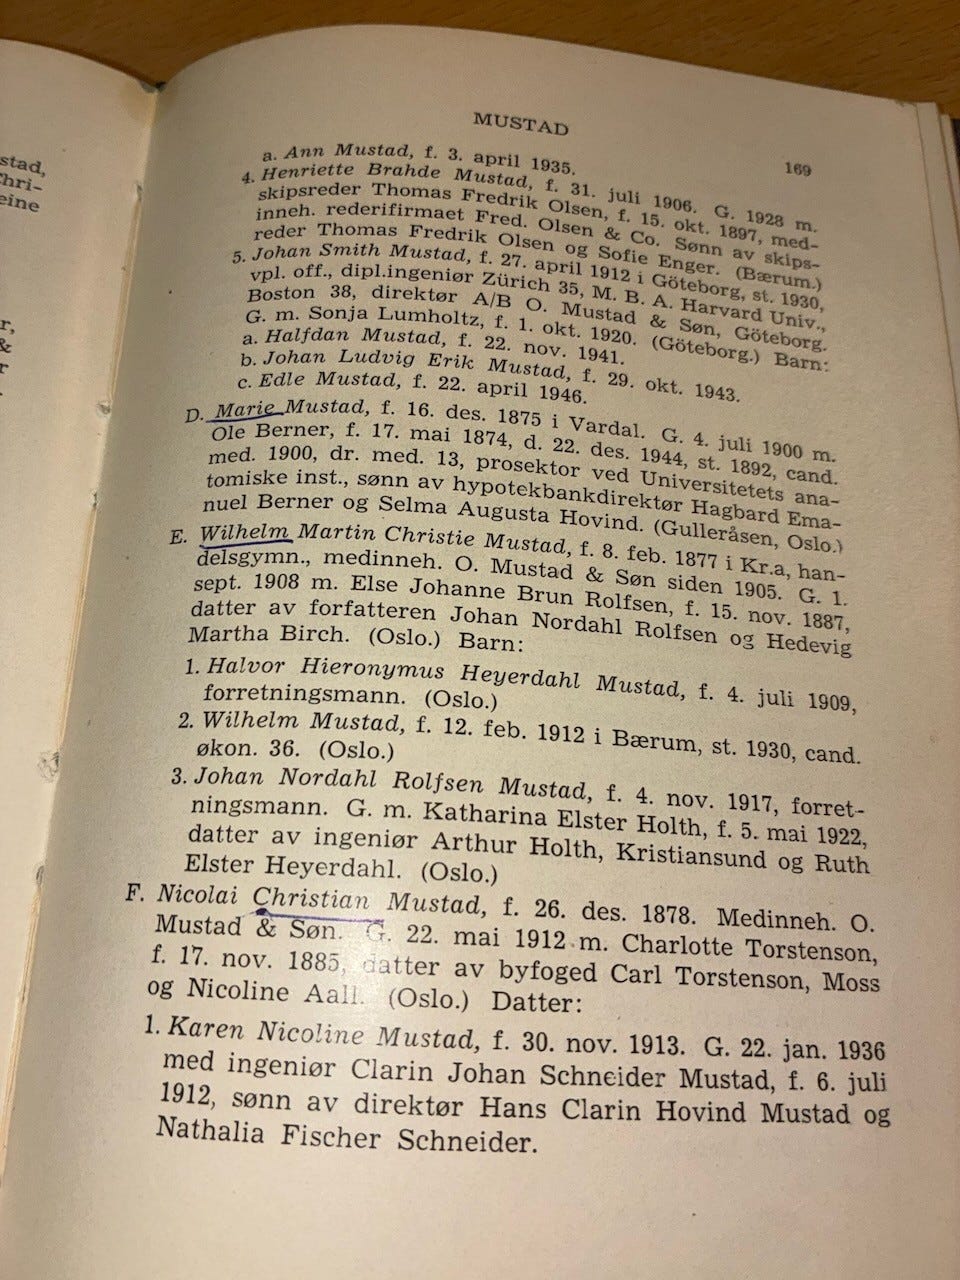 stad,
Chri-
eine
r,
&
r
MUSTAD
169
a. Ann Mustad, f. 3. april 1935.
4. Henriette Brahde Mustad, f. 31. juli 1906. G. 1928 m.
skipsreder Thomas Fredrik Olsen, f. 15. okt. 1897, med-
inneh. rederifirmaet Fred. Olsen & Co. Sønn av skips-
reder Thomas Fredrik Olsen og Sofie Enger. (Bærum.)
5. Johan Smith Mustad, f. 27. april 1912 i Göteborg, st. 1930,
vpl. off., dipl.ingeniør Zürich 35, M. B. A. Harvard Univ.,
Boston 38, direktør A/B O. Mustad & Søn, Göteborg.
G. m. Sonja Lumholtz, f. 1. okt. 1920. (Göteborg.) Barn:
a. Halfdan Mustad, f. 22. nov. 1941.
b. Johan Ludvig Erik Mustad, f. 29. okt. 1943.
c. Edle Mustad, f. 22. april 1946.
D. Marie Mustad, f. 16. des. 1875 i Vardal. G. 4. juli 1900 m.
Ole Berner, f. 17. mai 1874, d. 22. des. 1944, st. 1892, cand.
med. 1900, dr. med. 13, prosektor ved Universitetets ana-
tomiske inst., sønn av hypotekbankdirektør Hagbard Ema-
nuel Berner og Selma Augusta Hovind. (Gulleråsen, Oslo.)
E. Wilhelm Martin Christie Mustad, f. 8. feb. 1877 i Kr.a, han-
delsgymn., medinneh. O. Mustad & Søn siden 1905. G. 1.
sept. 1908 m. Else Johanne Brun Rolfsen, f. 15. nov. 1887,
datter av forfatteren Johan Nordahl Rolfsen og Hedevig
Martha Birch. (Oslo.) Barn:
1. Halvor Hieronymus Heyerdahl Mustad, f. 4. juli 1909,
forretningsmann. (Oslo.)
2. Wilhelm Mustad, f. 12. feb. 1912 i Bærum, st. 1930, cand.
økon. 36. (Oslo.)
3. Johan Nordahl Rolfsen Mustad, f. 4. nov. 1917, forret-
ningsmann. G. m. Katharina Elster Holth, f. 5. mai 1922,
datter av ingeniør Arthur Holth, Kristiansund og Ruth
Elster Heyerdahl. (Oslo.)
F. Nicolai Christian Mustad, f. 26. des. 1878. Medinneh. O.
Mustad & Søn. G. 22. mai 1912 m. Charlotte Torstenson,
f. 17. nov. 1885, datter av byfoged Carl Torstenson, Moss
og Nicoline Aall. (Oslo.) Datter:
1. Karen Nicoline Mustad, f. 30. nov. 1913. G. 22. jan. 1936
med ingeniør Clarin Johan Schneider Mustad, f. 6. juli
1912, sønn av direktør Hans Clarin Hovind Mustad og
Nathalia Fischer Schneider.